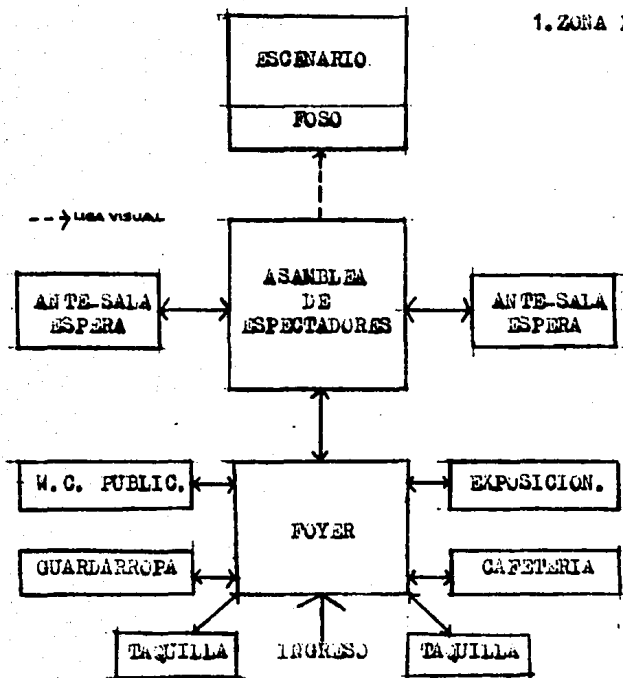 1. ZONA
ESCENARIO
FOSO
LIGA VISUAL
ANTE-SALA
ESPERA
ASAMBLEA
DE
ESPECTADORES
ANTE-SALA
ESPERA
W.C. PUBLIC.
EXPOSICION.
FOYER
GUARDARROPA
CAFETERIA
TAQUILLA
INGRESO
TAQUILLA